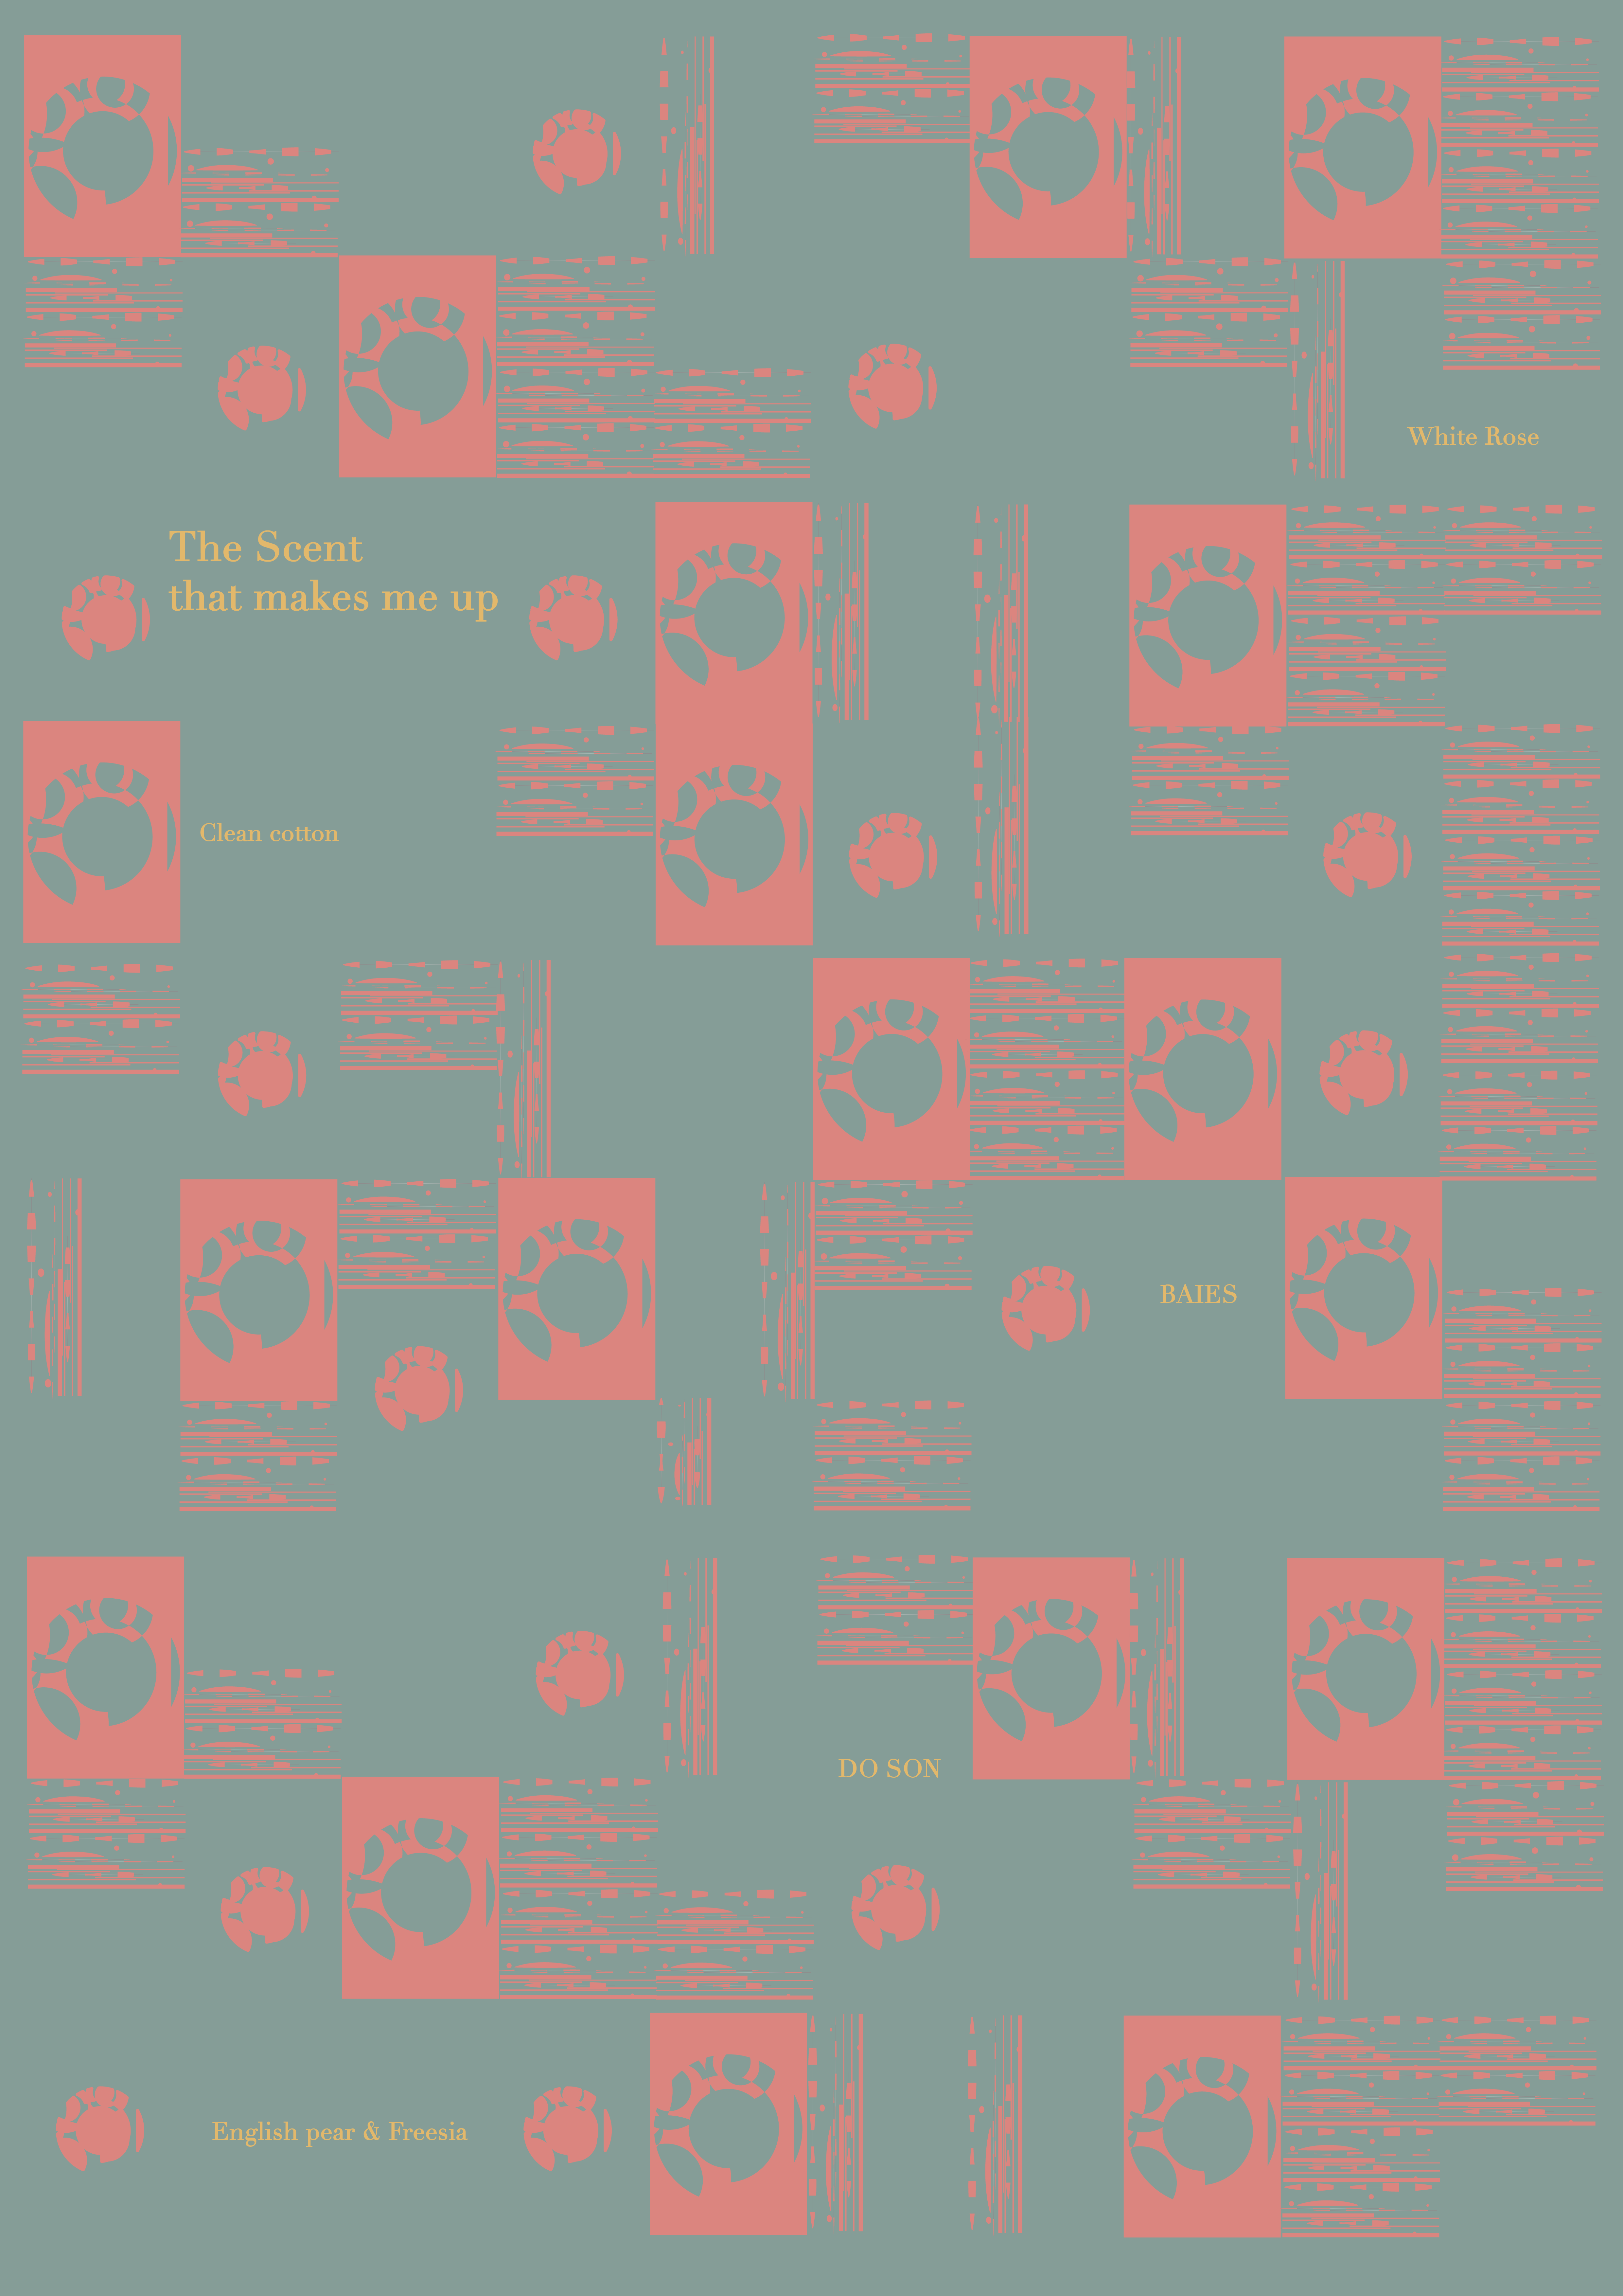 White Rose
The Scent
that makes me up
Clean cotton
BAIES
DO SON
English pear & Freesia